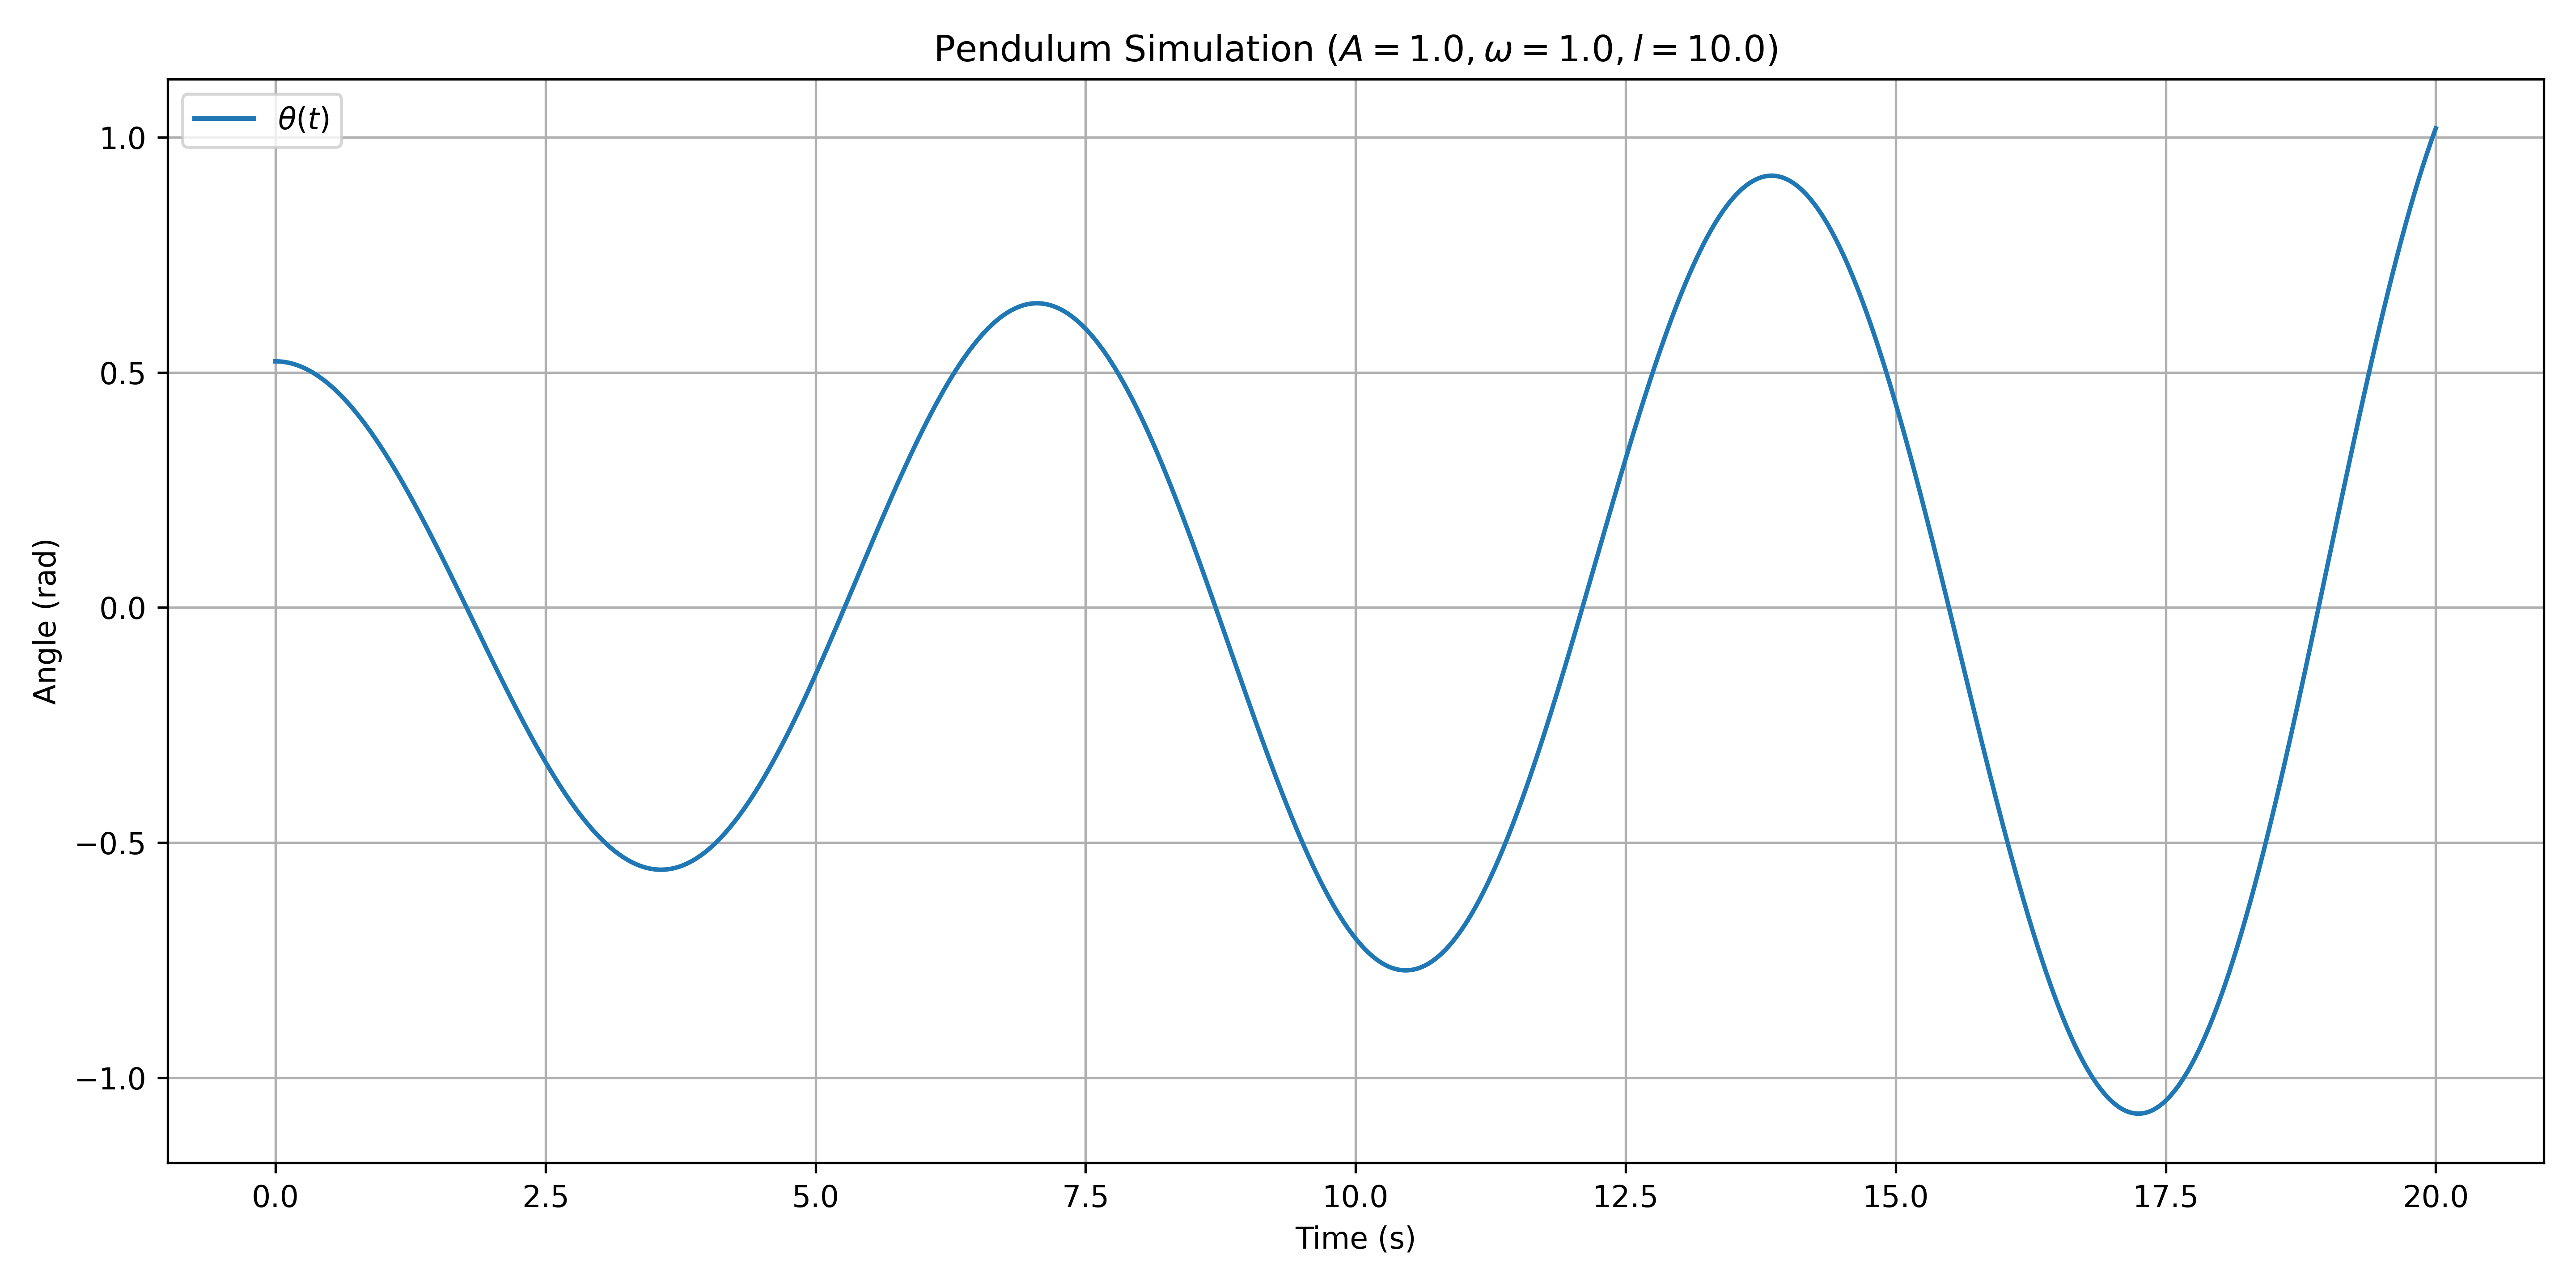 Pendulum Simulation (A = 1.0, ω = 1.0, l = 10.0)
θ(t)
1.0
0.5
0.0
−0.5
−1.0
Angle (rad)
0.0 2.5 5.0 7.5 10.0 12.5 15.0 17.5 20.0
Time (s)